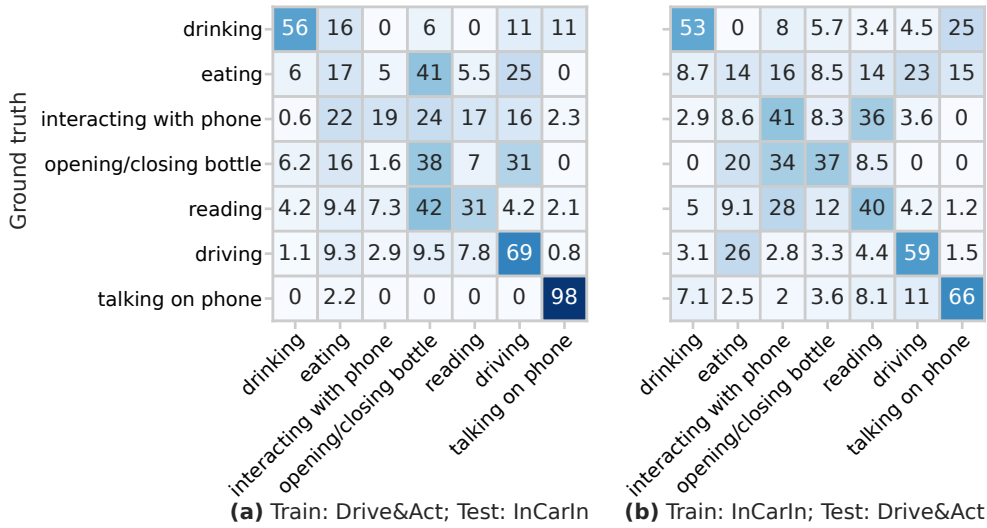 drinking 56 16 0 6 0 11 11 53 0 8 5.7 3.4 4.5 25
eating 6 17 5 41 5.5 25 0 8.7 14 16 8.5 14 23 15
interacting with phone 0.6 22 19 24 17 16 2.3 2.9 8.6 41 8.3 36 3.6 0
opening/closing bottle 6.2 16 1.6 38 7 31 0 0 20 34 37 8.5 0 0
reading 4.2 9.4 7.3 42 31 4.2 2.1 5 9.1 28 12 40 4.2 1.2
driving 1.1 9.3 2.9 9.5 7.8 69 0.8 3.1 26 2.8 3.3 4.4 59 1.5
talking on phone 0 2.2 0 0 0 0 98 7.1 2.5 2 3.6 8.1 11 66
Ground truth
drinking
eating
interacting with phone
opening/closing bottle
reading
driving
talking on phone
drinking
eating
interacting with phone
opening/closing bottle
reading
driving
talking on phone
(a) Train: Drive&Act; Test: InCarIn
(b) Train: InCarIn; Test: Drive&Act